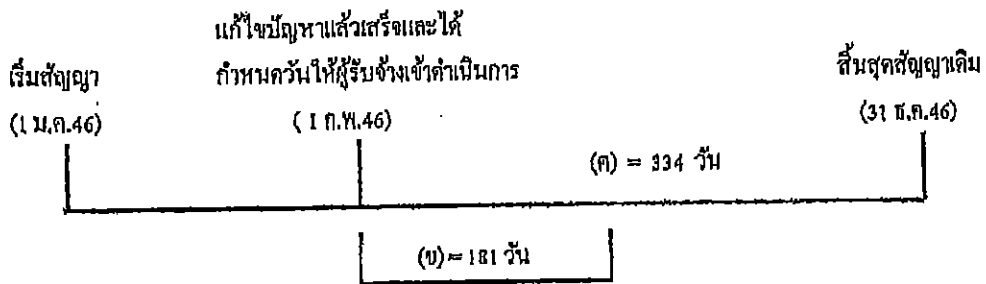 แก้ไขปัญหาแล้วเสร็จและได้
เริ่มสัญญา กำหนดวันให้ผู้รับจ้างเข้าดำเนินการ สิ้นสุดสัญญาเดิม
(1 ม.ค.46) (1 ก.พ.46) (31 ธ.ค.46)
(ค) = 334 วัน
(ข) = 181 วัน